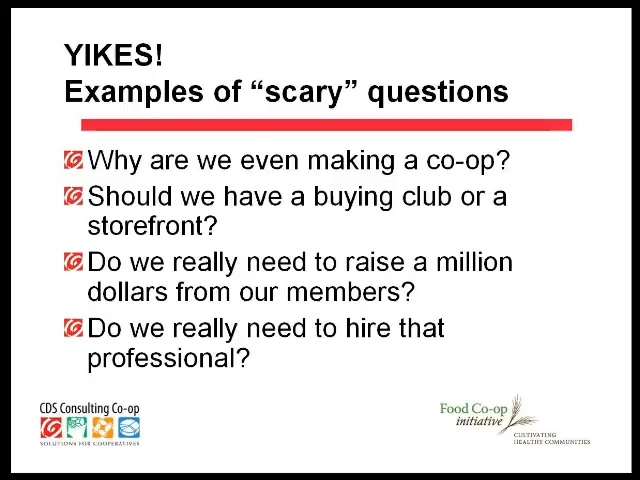 YIKES!
Examples of “scary” questions
Why are we even making a co-op?
Should we have a buying club or a
storefront?
Do we really need to raise a million
dollars from our members?
Do we really need to hire that
professional?
CDS Consulting Co-op
SOLUTIONS FOR COOPERATIVES
Food Co-op
initiative
CULTIVATING
HEALTHY COMMUNITIES